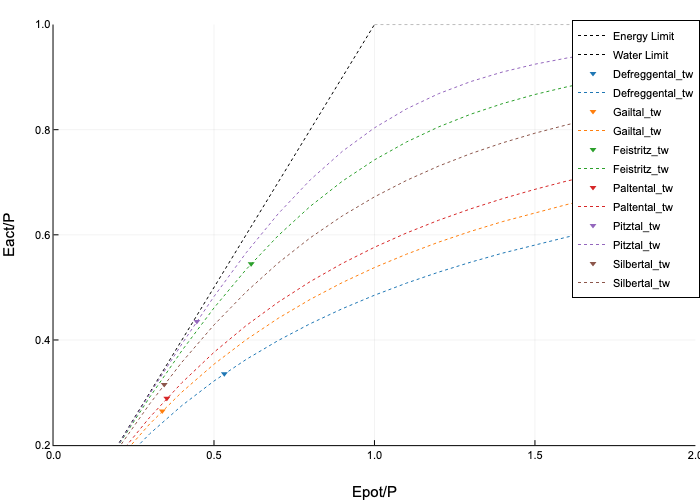 1.0
0.8
0.6
0.4
0.2
Eact/P
0.0
0.5
1.0
1.5
2.0
Epot/P
Energy Limit
Water Limit
Defreggental_tw
Defreggental_tw
Gailtal_tw
Gailtal_tw
Feistritz_tw
Feistritz_tw
Paltental_tw
Paltental_tw
Pitztal_tw
Pitztal_tw
Silbertal_tw
Silbertal_tw